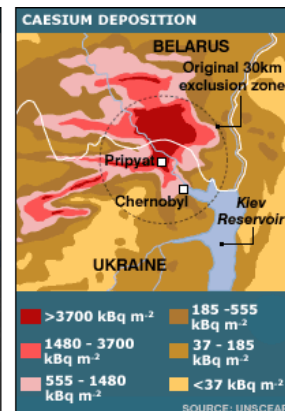 CAESIUM DEPOSITION
BELARUS
Original 30km
exclusion zone
Pripyat
Chernobyl
Kiev
Reservoir
UKRAINE
>3700 kBq m-²
1480 - 3700
kBq m-²
555 - 1480
kBq m-²
185 -555
kBq m-²
37 - 185
kBq m-²
<37 kBq m-²
SOURCE: UNSCEAR